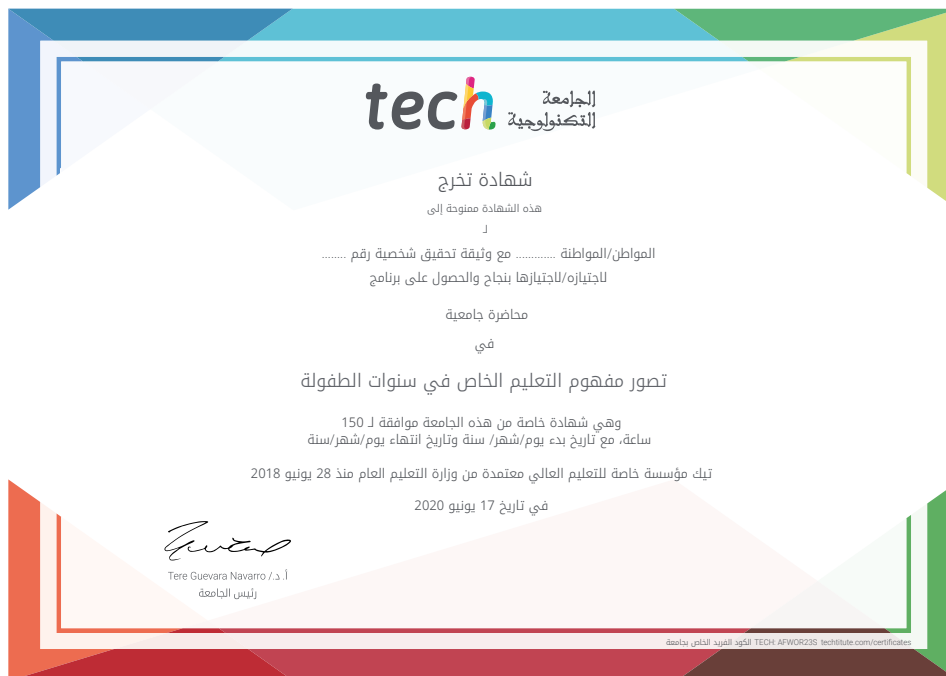 tech الجامعة
التكنولوجية
شهادة تخرج
هذه الشهادة ممنوحة إلى
لـ
المواطن/المواطنة ............ مع وثيقة تحقيق شخصية رقم ........
لاجتيازه/لاجتيازها بنجاح والحصول على برنامج
محاضرة جامعية
في
تصور مفهوم التعليم الخاص في سنوات الطفولة
وهي شهادة خاصة من هذه الجامعة موافقة لـ 150
ساعة، مع تاريخ بدء يوم/شهر/ سنة وتاريخ انتهاء يوم/شهر/سنة
تيك مؤسسة خاصة للتعليم العالي معتمدة من وزارة التعليم العام منذ 28 يونيو 2018
في تاريخ 17 يونيو 2020
أ. د./ Tere Guevara Navarro
رئيس الجامعة
الكود الفريد الخاص بجامعة TECH: AFWOR23S techtitute.com/certificates